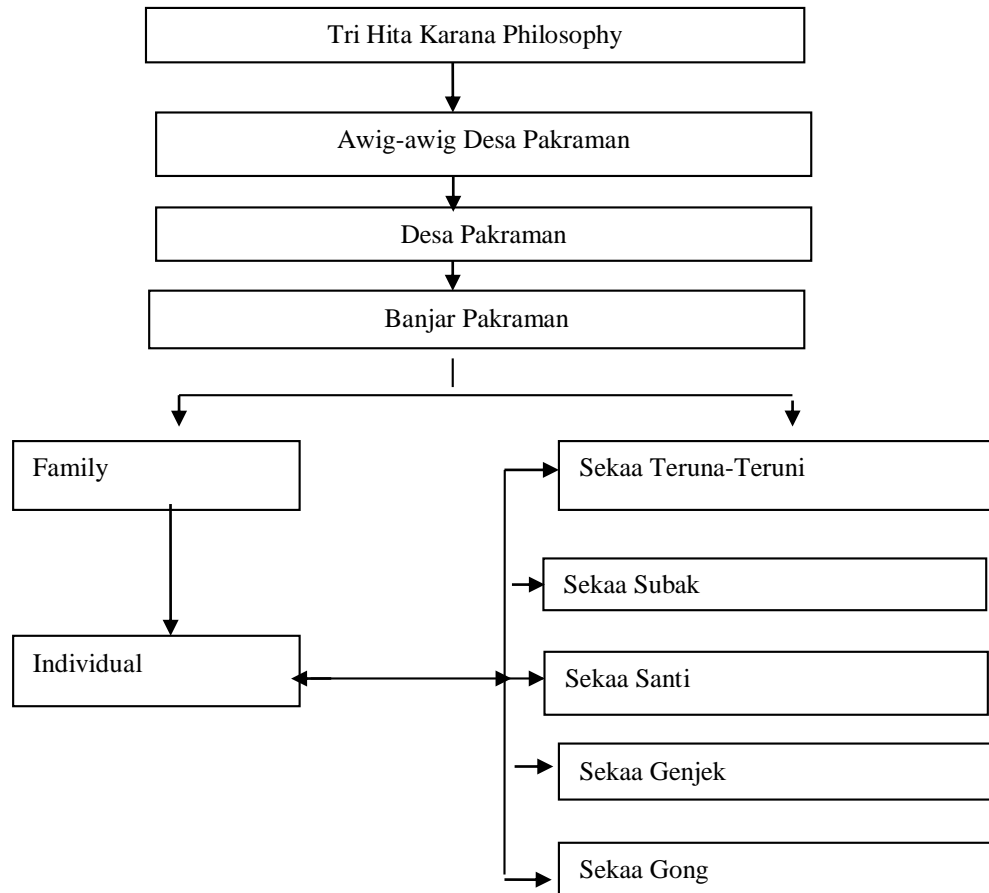 Tri Hita Karana Philosophy
Awig-awig Desa Pakraman
Desa Pakraman
Banjar Pakraman
Family
Sekaa Teruna-Teruni
Sekaa Subak
Individual
Sekaa Santi
Sekaa Genjek
Sekaa Gong